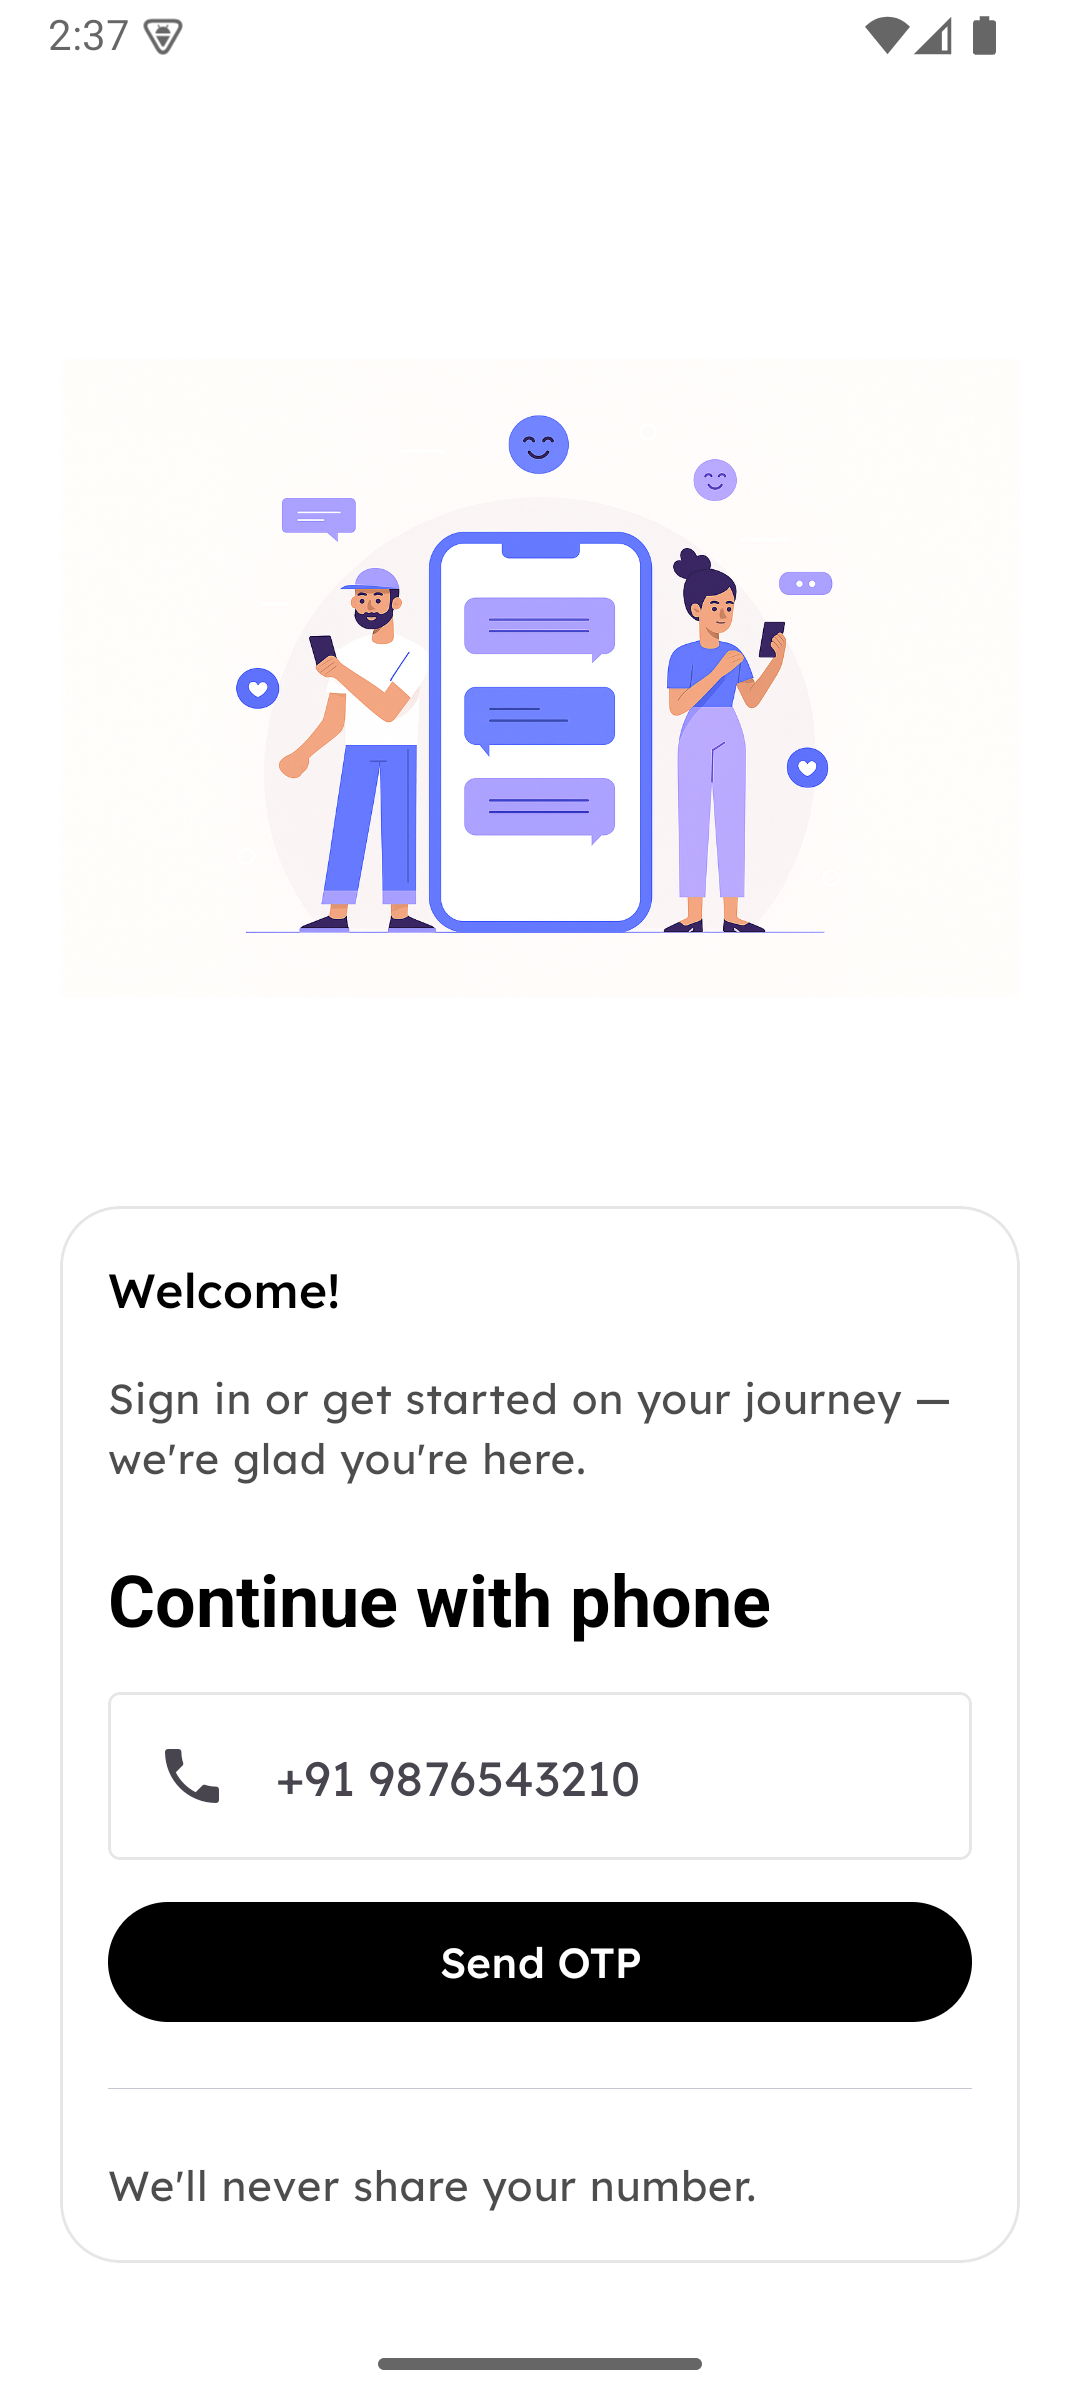 2:37
Welcome!
Sign in or get started on your journey —
we're glad you're here.
Continue with phone
+91 9876543210
Send OTP
We'll never share your number.